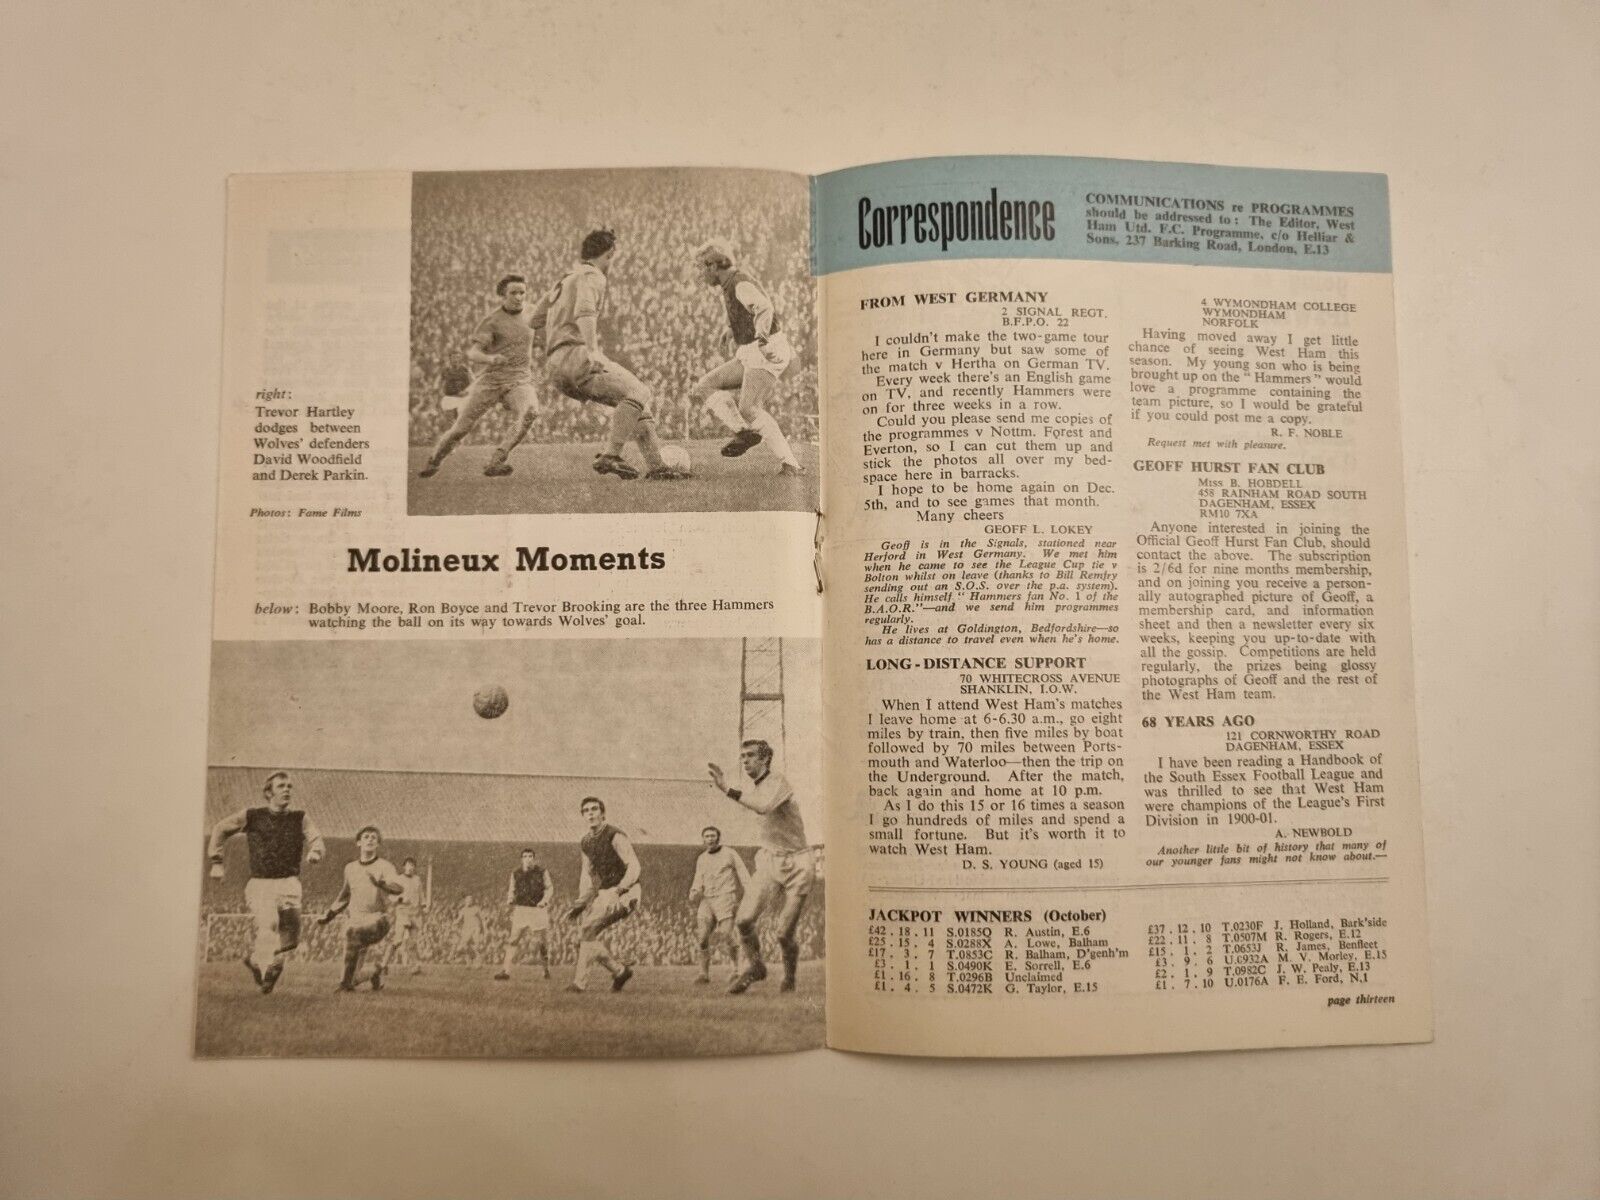 right:
Trevor Hartley
dodges between
Wolves' defenders
David Woodfield
and Derek Parkin.
Photos: Fame Films
Molineux Moments
below: Bobby Moore, Ron Boyce and Trevor Brooking are the three Hammers
watching the ball on its way towards Wolves' goal.
Correspondence
COMMUNICATIONS re PROGRAMMES
should be addressed to: The Editor, West
Ham Utd. F.C. Programme, c/o Helliar &
Sons, 237 Barking Road, London, E.13
FROM WEST GERMANY
2 SIGNAL REGT.
B.F.P.O. 22
I couldn't make the two-game tour
here in Germany but saw some of
the match v Hertha on German TV.
Every week there's an English game
on TV, and recently Hammers were
on for three weeks in a row.
Could you please send me copies of
the programmes v Nottm. Forest and
Everton, so I can cut them up and
stick the photos all over my bed-
space here in barracks.
I hope to be home again on Dec.
5th, and to see games that month.
Many cheers
GEOFF L. LOKEY
Geoff is in the Signals, stationed near
Herford in West Germany. We met him
when he came to see the League Cup tie v
Bolton whilst on leave (thanks to Bill Remfry
sending out an S.O.S. over the p.a. system).
He calls himself "Hammers fan No. 1 of the
B.A.O.R."—and we send him programmes
regularly.
He lives at Goldington, Bedfordshire—so
has a distance to travel even when he's home.
LONG-DISTANCE SUPPORT
70 WHITECROSS AVENUE
SHANKLIN, I.O.W.
When I attend West Ham's matches
I leave home at 6-6.30 a.m., go eight
miles by train, then five miles by boat
followed by 70 miles between Ports-
mouth and Waterloo—then the trip on
the Underground. After the match,
back again and home at 10 p.m.
As I do this 15 or 16 times a season
I go hundreds of miles and spend a
small fortune. But it's worth it to
watch West Ham.
D. S. YOUNG (aged 15)
4 WYMONDHAM COLLEGE
WYMONDHAM
NORFOLK
Having moved away I get little
chance of seeing West Ham this
season. My young son who is being
brought up on the "Hammers" would
love a programme containing the
team picture, so I would be grateful
if you could post me a copy.
R. F. NOBLE
Request met with pleasure.
GEOFF HURST FAN CLUB
Miss B. HOBDELL
458 RAINHAM ROAD SOUTH
DAGENHAM, ESSEX
RM10 7XA
Anyone interested in joining the
Official Geoff Hurst Fan Club, should
contact the above. The subscription
is 2/6d for nine months membership,
and on joining you receive a person-
ally autographed picture of Geoff, a
membership card, and information
sheet and then a newsletter every six
weeks, keeping you up-to-date with
all the gossip. Competitions are held
regularly, the prizes being glossy
photographs of Geoff and the rest of
the West Ham team.
68 YEARS AGO
121 CORNWORTHY ROAD
DAGENHAM, ESSEX
I have been reading a Handbook of
the South Essex Football League and
was thrilled to see that West Ham
were champions of the League's First
Division in 1900-01.
A. NEWBOLD
Another little bit of history that many of
our younger fans might not know about.—
JACKPOT WINNERS (October)
£42 . 18 . 11 S.0185Q R. Austin, E.6
£25 . 15 . 4 S.0288X A. Lowe, Balham
£17 . 3 . 7 T.0853C R. Balham, D'genh'm
£3 . 1 . 1 S.0490K E. Sorrell, E.6
£1 . 16 . 8 T.0296B Unclaimed
£1 . 4 . 5 S.0472K G. Taylor, E.15
£37 . 12 . 10 T.0230F J. Holland, Bark'side
£22 . 11 . 8 T.0507M R. Rogers, E.12
£15 . 1 . 2 T.0653J R. James, Benfleet
£3 . 9 . 6 U.0932A M. V. Morley, E.15
£2 . 1 . 9 T.0982C J. W. Pealy, E.13
£1 . 7 . 10 U.0176A F. E. Ford, N.1
page thirteen